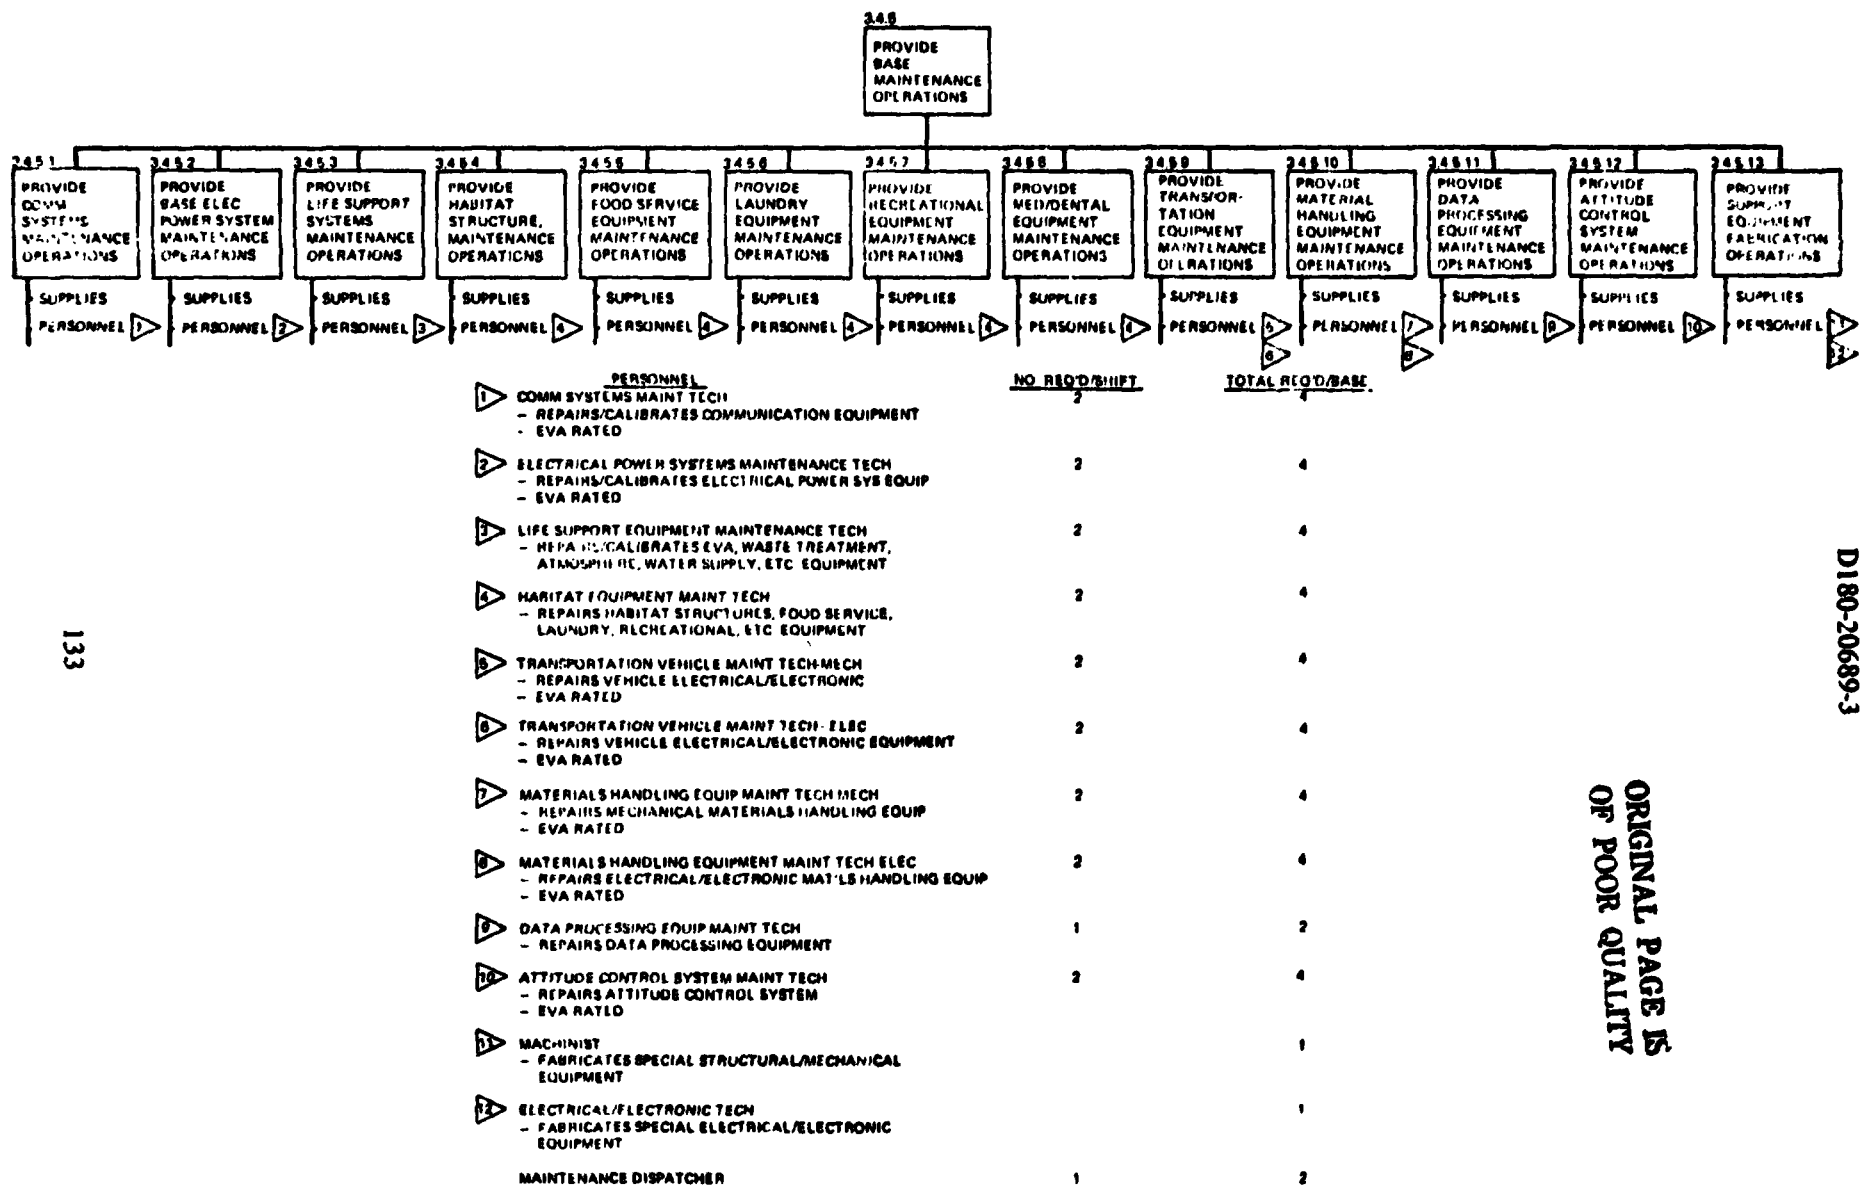 3.4.5
PROVIDE
BASE
MAINTENANCE
OPERATIONS
3.4.5.1
PROVIDE
COMM
SYSTEMS
MAINTENANCE
OPERATIONS
SUPPLIES
PERSONNEL 1
3.4.5.2
PROVIDE
BASE ELEC
POWER SYSTEM
MAINTENANCE
OPERATIONS
SUPPLIES
PERSONNEL 2
3.4.5.3
PROVIDE
LIFE SUPPORT
SYSTEMS
MAINTENANCE
OPERATIONS
SUPPLIES
PERSONNEL 3
3.4.5.4
PROVIDE
HABITAT
STRUCTURE,
MAINTENANCE
OPERATIONS
SUPPLIES
PERSONNEL 4
3.4.5.5
PROVIDE
FOOD SERVICE
EQUIPMENT
MAINTENANCE
OPERATIONS
SUPPLIES
PERSONNEL 4
3.4.5.6
PROVIDE
LAUNDRY
EQUIPMENT
MAINTENANCE
OPERATIONS
SUPPLIES
PERSONNEL 4
3.4.5.7
PROVIDE
RECREATIONAL
EQUIPMENT
MAINTENANCE
OPERATIONS
SUPPLIES
PERSONNEL 4
3.4.5.8
PROVIDE
MED/DENTAL
EQUIPMENT
MAINTENANCE
OPERATIONS
SUPPLIES
PERSONNEL 4
3.4.5.9
PROVIDE
TRANSPOR-
TATION
EQUIPMENT
MAINTENANCE
OPERATIONS
SUPPLIES
PERSONNEL 5
6
3.4.5.10
PROVIDE
MATERIAL
HANDLING
EQUIPMENT
MAINTENANCE
OPERATIONS
SUPPLIES
PERSONNEL 7
8
3.4.5.11
PROVIDE
DATA
PROCESSING
EQUIPMENT
MAINTENANCE
OPERATIONS
SUPPLIES
PERSONNEL 9
3.4.5.12
PROVIDE
ATTITUDE
CONTROL
SYSTEM
MAINTENANCE
OPERATIONS
SUPPLIES
PERSONNEL 10
3.4.5.13
PROVIDE
SUPPORT
EQUIPMENT
FABRICATION
OPERATIONS
SUPPLIES
PERSONNEL 11
12
PERSONNEL NO. REQ'D/SHIFT TOTAL REQ'D/BASE
1 COMM SYSTEMS MAINT TECH 2 4
– REPAIRS/CALIBRATES COMMUNICATION EQUIPMENT
- EVA RATED
2 ELECTRICAL POWER SYSTEMS MAINTENANCE TECH 2 4
– REPAIRS/CALIBRATES ELECTRICAL POWER SYS EQUIP
– EVA RATED
3 LIFE SUPPORT EQUIPMENT MAINTENANCE TECH 2 4
– REPAIRS/CALIBRATES EVA, WASTE TREATMENT,
ATMOSPHERE, WATER SUPPLY, ETC EQUIPMENT
4 HABITAT EQUIPMENT MAINT TECH 2 4
– REPAIRS HABITAT STRUCTURES, FOOD SERVICE,
LAUNDRY, RECREATIONAL, ETC EQUIPMENT
5 TRANSPORTATION VEHICLE MAINT TECH-MECH 2 4
– REPAIRS VEHICLE ELECTRICAL/ELECTRONIC
– EVA RATED
6 TRANSPORTATION VEHICLE MAINT TECH - ELEC 2 4
– REPAIRS VEHICLE ELECTRICAL/ELECTRONIC EQUIPMENT
– EVA RATED
7 MATERIALS HANDLING EQUIP MAINT TECH MECH 2 4
– REPAIRS MECHANICAL MATERIALS HANDLING EQUIP
– EVA RATED
8 MATERIALS HANDLING EQUIPMENT MAINT TECH ELEC 2 4
– REPAIRS ELECTRICAL/ELECTRONIC MAT'LS HANDLING EQUIP
– EVA RATED
9 DATA PROCESSING EQUIP MAINT TECH 1 2
– REPAIRS DATA PROCESSING EQUIPMENT
10 ATTITUDE CONTROL SYSTEM MAINT TECH 2 4
– REPAIRS ATTITUDE CONTROL SYSTEM
– EVA RATED
11 MACHINIST 1
– FABRICATES SPECIAL STRUCTURAL/MECHANICAL
EQUIPMENT
12 ELECTRICAL/ELECTRONIC TECH 1
– FABRICATES SPECIAL ELECTRICAL/ELECTRONIC
EQUIPMENT
MAINTENANCE DISPATCHER 1 2
133
D180-20689-3
ORIGINAL PAGE IS
OF POOR QUALITY